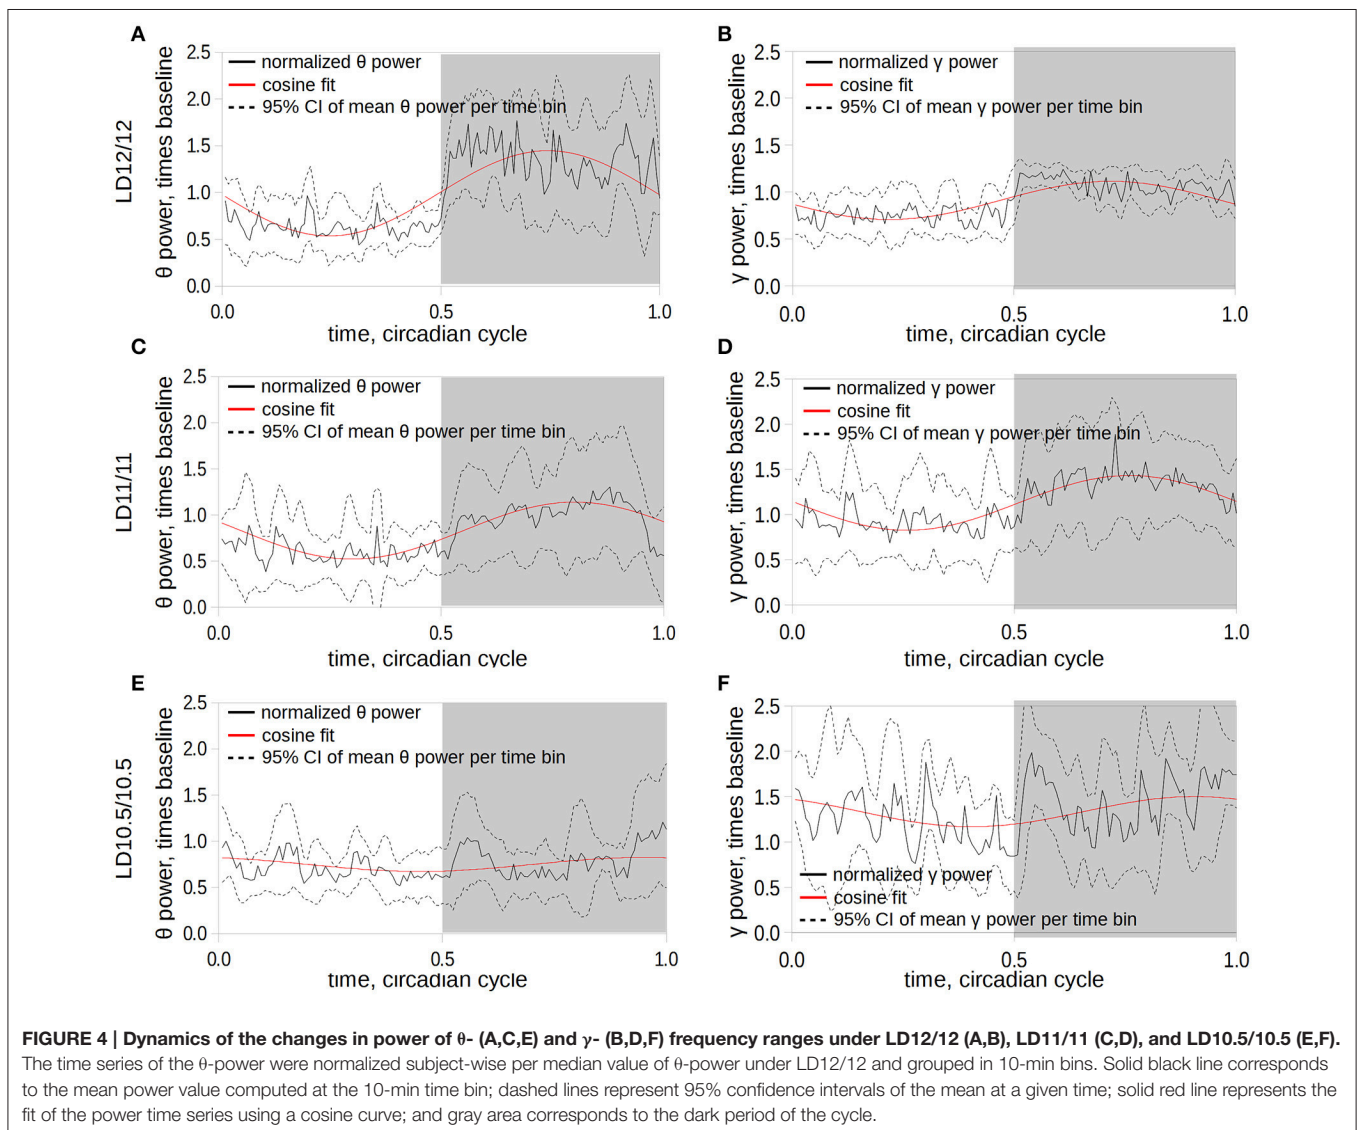 A
LD12/12
θ power, times baseline
2.5
2.0
1.5
1.0
0.5
0.0
normalized θ power
cosine fit
95% CI of mean θ power per time bin
0.0 0.5 1.0
time, circadian cycle
B
γ power, times baseline
2.5
2.0
1.5
1.0
0.5
0.0
normalized γ power
cosine fit
95% CI of mean γ power per time bin
0.0 0.5 1.0
time, circadian cycle
C
LD11/11
θ power, times baseline
2.5
2.0
1.5
1.0
0.5
0.0
normalized θ power
cosine fit
95% CI of mean θ power per time bin
0.0 0.5 1.0
time, circadian cycle
D
γ power, times baseline
2.5
2.0
1.5
1.0
0.5
0.0
normalized γ power
cosine fit
95% CI of mean γ power per time bin
0.0 0.5 1.0
time, circadian cycle
E
LD10.5/10.5
θ power, times baseline
2.5
2.0
1.5
1.0
0.5
0.0
normalized θ power
cosine fit
95% CI of mean θ power per time bin
0.0 0.5 1.0
time, circadian cycle
F
γ power, times baseline
2.5
2.0
1.5
1.0
0.5
0.0
normalized γ power
cosine fit
95% CI of mean γ power per time bin
0.0 0.5 1.0
time, circadian cycle
FIGURE 4 | Dynamics of the changes in power of θ- (A,C,E) and γ- (B,D,F) frequency ranges under LD12/12 (A,B), LD11/11 (C,D), and LD10.5/10.5 (E,F).
The time series of the θ-power were normalized subject-wise per median value of θ-power under LD12/12 and grouped in 10-min bins. Solid black line corresponds
to the mean power value computed at the 10-min time bin; dashed lines represent 95% confidence intervals of the mean at a given time; solid red line represents the
fit of the power time series using a cosine curve; and gray area corresponds to the dark period of the cycle.